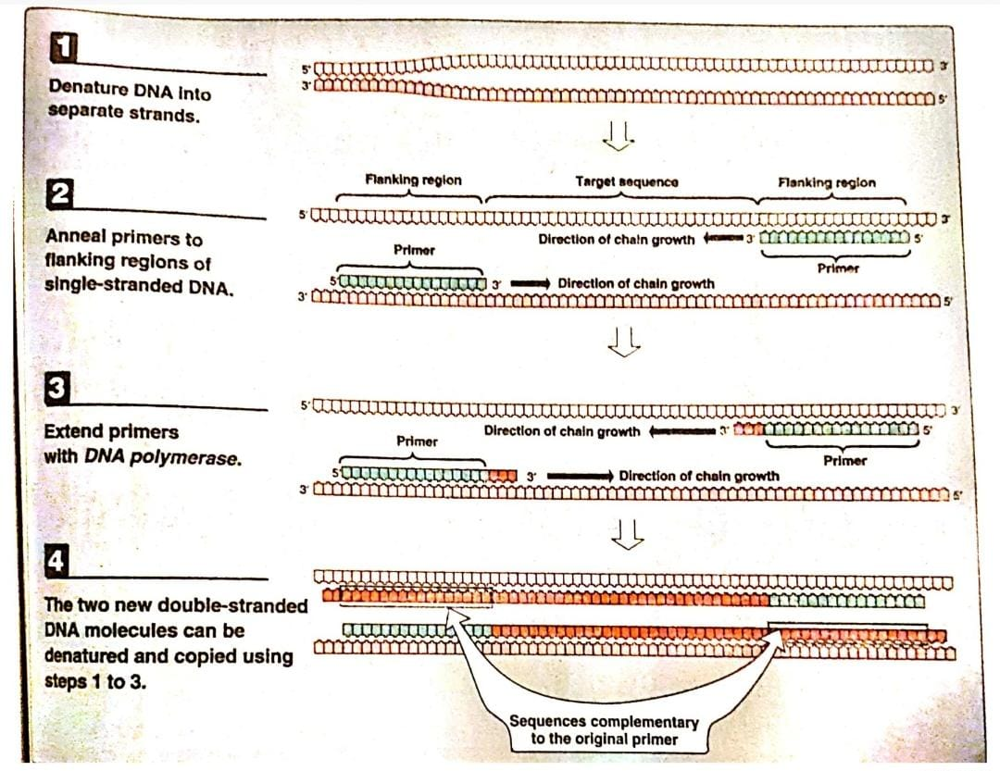 1
Denature DNA into
separate strands.
5' 3'
3' 5'
2
Anneal primers to
flanking regions of
single-stranded DNA.
Flanking region Target sequence Flanking region
5' 3'
Direction of chain growth 3' 5'
Primer
Primer
5' 3' Direction of chain growth
3' 5'
3
Extend primers
with DNA polymerase.
5' 3'
Direction of chain growth 3' 5'
Primer
Primer
5' 3' Direction of chain growth
3' 5'
4
The two new double-stranded
DNA molecules can be
denatured and copied using
steps 1 to 3.
Sequences complementary
to the original primer